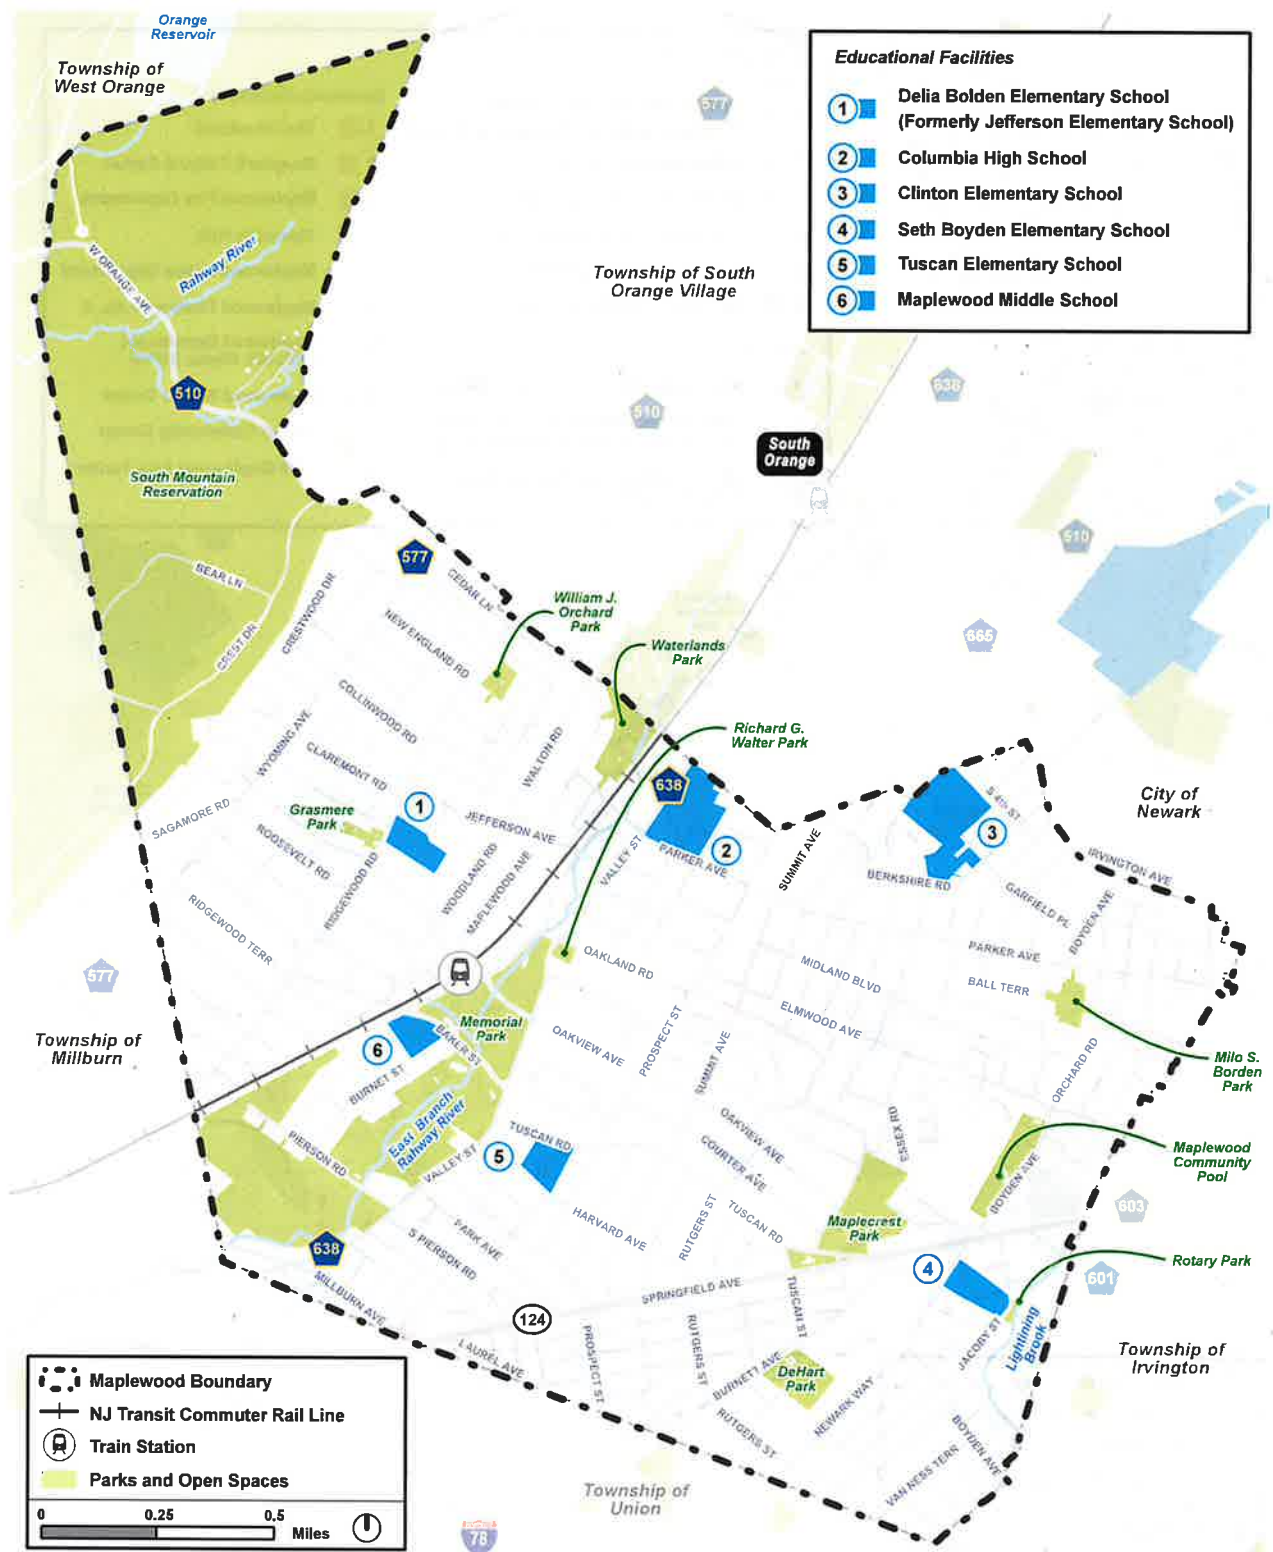 Orange
Reservoir
Township of
West Orange
577
Educational Facilities
1 Delia Bolden Elementary School
(Formerly Jefferson Elementary School)
2 Columbia High School
3 Clinton Elementary School
4 Seth Boyden Elementary School
5 Tuscan Elementary School
6 Maplewood Middle School
W ORANGE AVE
Rahway River
Township of South
Orange Village
510
510
638
South
Orange
South Mountain
Reservation
510
577
CEDAR LN
BEAR LN
CREST DR
CRESTWOOD DR
NEW ENGLAND RD
William J.
Orchard
Park
Waterlands
Park
665
COLLINWOOD RD
WYOMING AVE
CLAREMONT RD
WALTON RD
Richard G.
Walter Park
638
City of
Newark
SAGAMORE RD
Grasmere
Park
1
JEFFERSON AVE
ROOSEVELT RD
RIDGEWOOD RD
WOODLAND RD
MAPLEWOOD AVE
VALLEY ST
PARKER AVE
2
SUMMIT AVE
S 4th ST
3
BERKSHIRE RD
GARFIELD PL
IRVINGTON AVE
BOYDEN AVE
RIDGEWOOD TERR
577
OAKLAND RD
MIDLAND BLVD
PARKER AVE
BALL TERR
ELMWOOD AVE
Township of
Millburn
6
BAKER ST
Memorial
Park
OAKVIEW AVE
PROSPECT ST
SUMMIT AVE
ORCHARD RD
Milo S.
Borden
Park
BURNET ST
East Branch
Rahway River
PIERSON RD
VALLEY ST
5
TUSCAN RD
OAKVIEW AVE
COURTER AVE
ESSEX RD
BOYDEN AVE
Maplewood
Community
Pool
603
HARVARD AVE
RUTGERS ST
TUSCAN RD
Maplecrest
Park
638
PARK AVE
S PIERSON RD
MILLBURN AVE
SPRINGFIELD AVE
124
TUSCAN ST
4
Rotary Park
601
JACOBY ST
Lightning
Brook
Township of
Irvington
LAUREL AVE
PROSPECT ST
RUTGERS ST
BURNETT AVE
DeHart
Park
RUTGERS ST
NEWARK WAY
BOYDEN AVE
VAN NESS TERR
Township of
Union
78
Maplewood Boundary
NJ Transit Commuter Rail Line
Train Station
Parks and Open Spaces
0 0.25 0.5
Miles